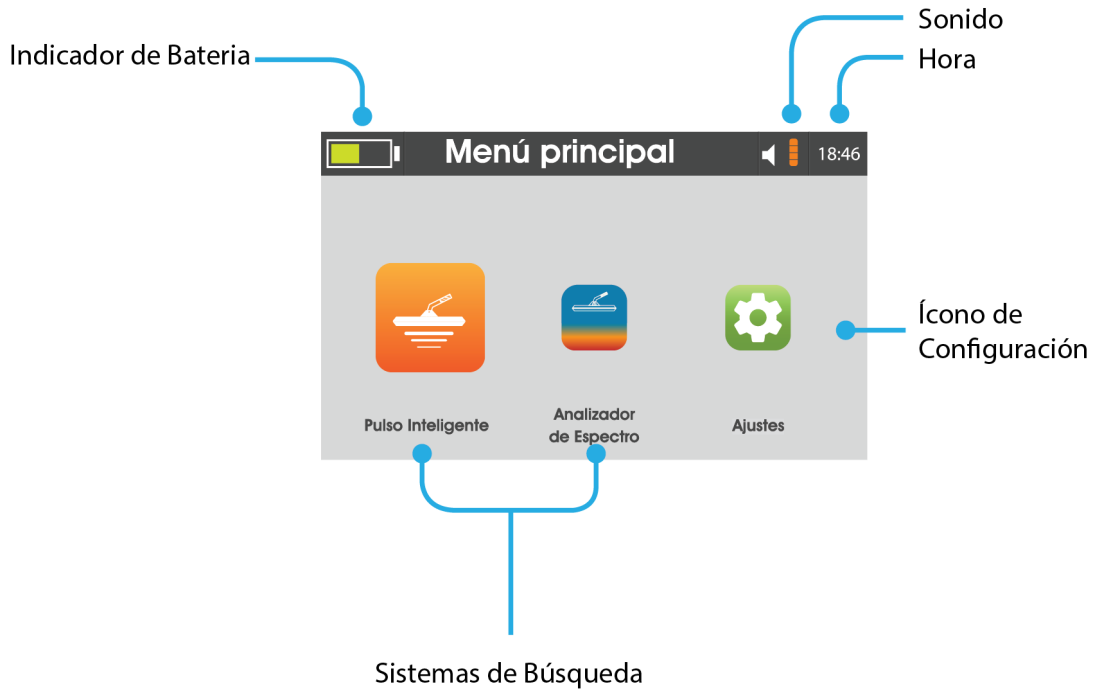 Sonido
Indicador de Bateria
Hora
Menú principal
18:46
Ícono de
Configuración
Pulso Inteligente
Analizador
de Espectro
Ajustes
Sistemas de Búsqueda